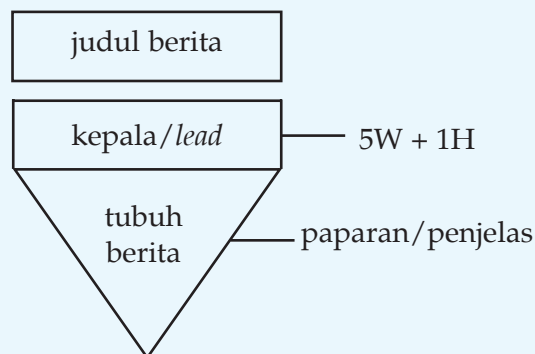 judul berita
kepala/lead
5W + 1H
tubuh
berita
paparan/penjelas